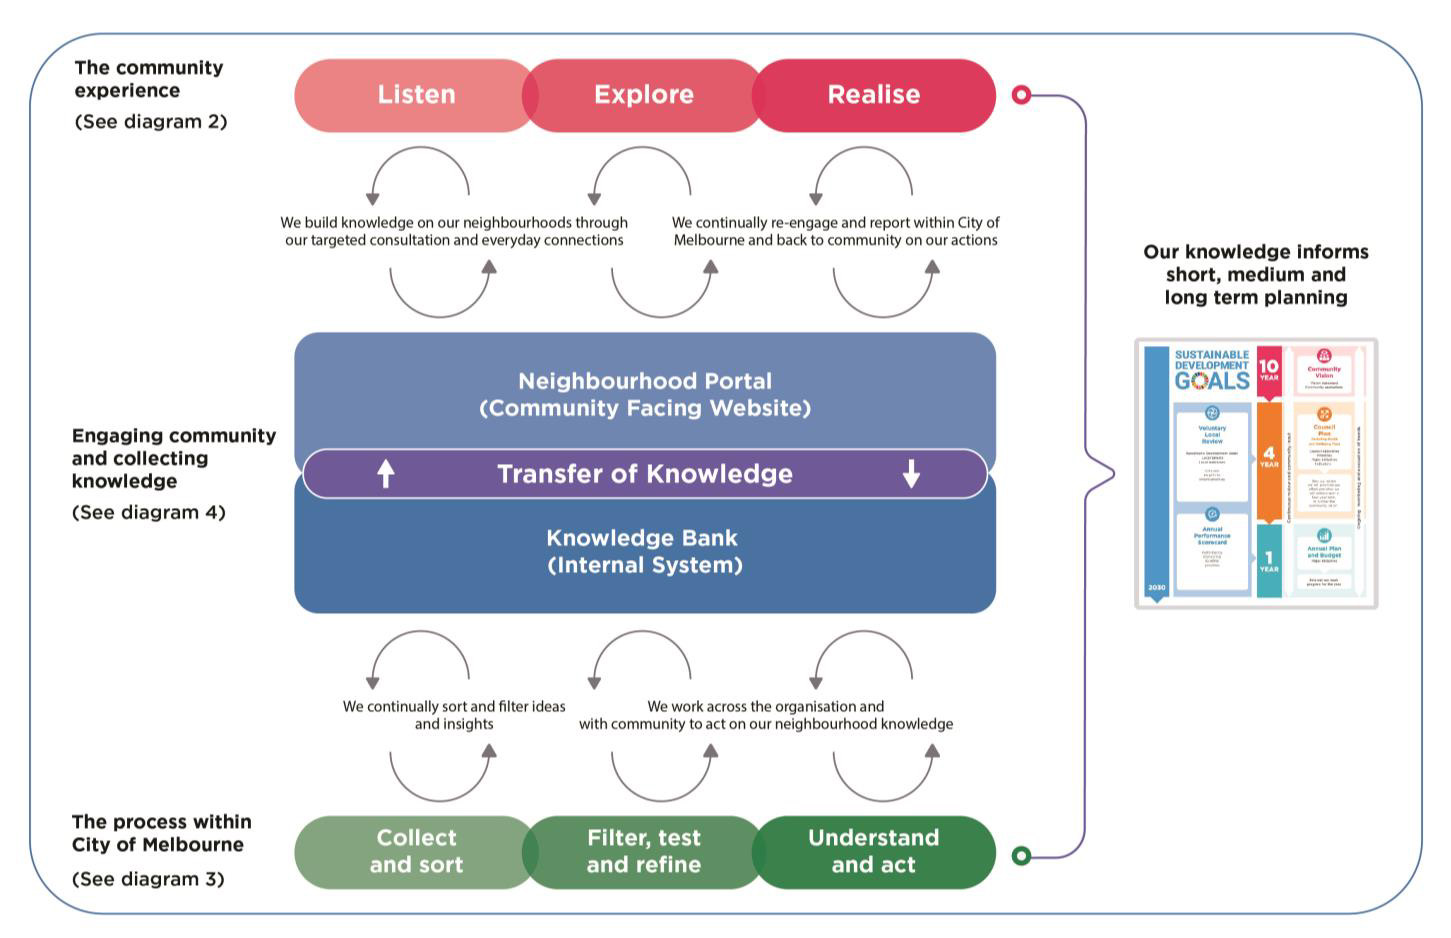 The community
experience
(See diagram 2)
Listen
Explore
Realise
We build knowledge on our neighbourhoods through
our targeted consultation and everyday connections
We continually re-engage and report within City of
Melbourne and back to community on our actions
Engaging community
and collecting
knowledge
(See diagram 4)
Neighbourhood Portal
(Community Facing Website)
Transfer of Knowledge
Knowledge Bank
(Internal System)
We continually sort and filter ideas
and insights
We work across the organisation and
with community to act on our neighbourhood knowledge
The process within
City of Melbourne
(See diagram 3)
Collect
and sort
Filter, test
and refine
Understand
and act
Our knowledge informs
short, medium and
long term planning
SUSTAINABLE
DEVELOPMENT
GOALS
10
YEAR
Community
Vision
Voluntary
Local
Review
4
YEAR
Council
Plan
Annual
Performance
Scorecard
1
YEAR
Annual Plan
and Budget
2030